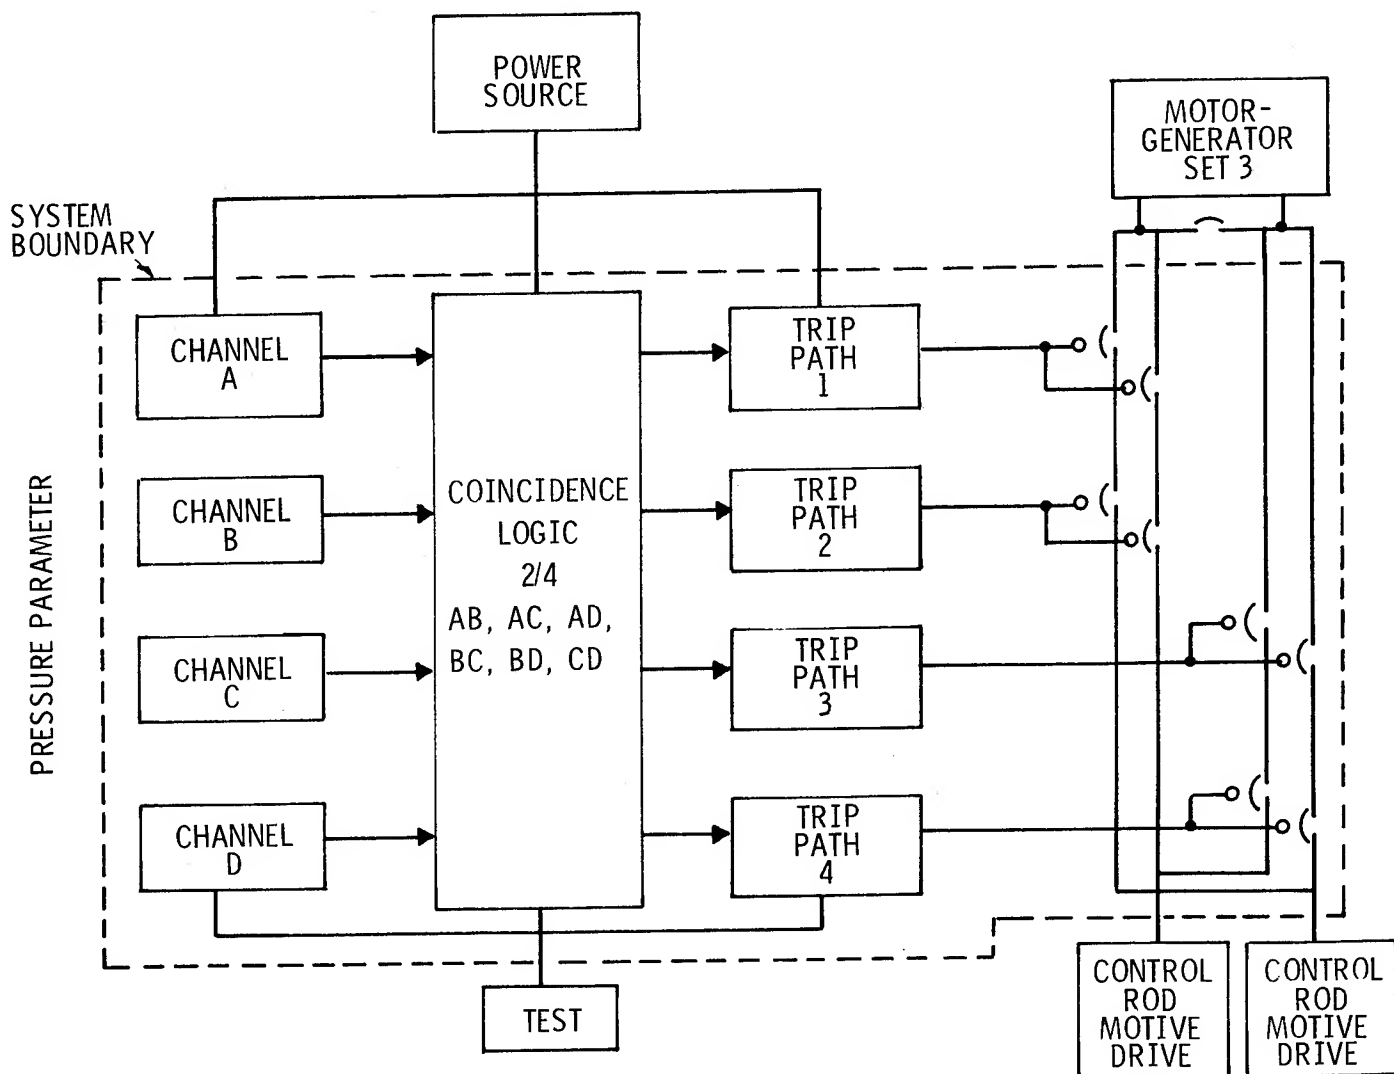 POWER
SOURCE
MOTOR-
GENERATOR
SET 3
SYSTEM
BOUNDARY
PRESSURE PARAMETER
CHANNEL
A
CHANNEL
B
CHANNEL
C
CHANNEL
D
COINCIDENCE
LOGIC
2/4
AB, AC, AD,
BC, BD, CD
TRIP
PATH
1
TRIP
PATH
2
TRIP
PATH
3
TRIP
PATH
4
TEST
CONTROL
ROD
MOTIVE
DRIVE
CONTROL
ROD
MOTIVE
DRIVE